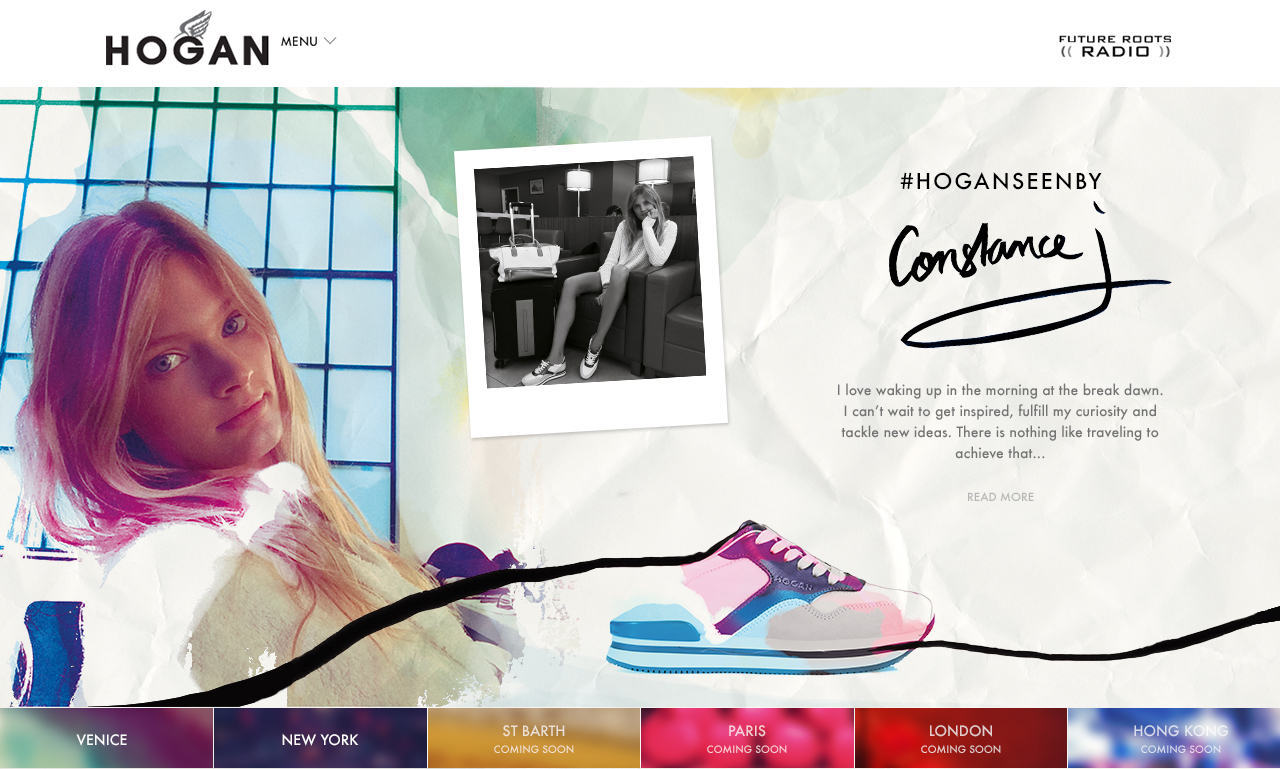 HOGAN
MENU
FUTURE ROOTS
(( RADIO ))
#HOGANSEENBY
Constance j
I love waking up in the morning at the break dawn.
I can't wait to get inspired, fulfill my curiosity and
tackle new ideas. There is nothing like traveling to
achieve that...
READ MORE
HOGAN
VENICE
NEW YORK
ST BARTH
COMING SOON
PARIS
COMING SOON
LONDON
COMING SOON
HONG KONG
COMING SOON